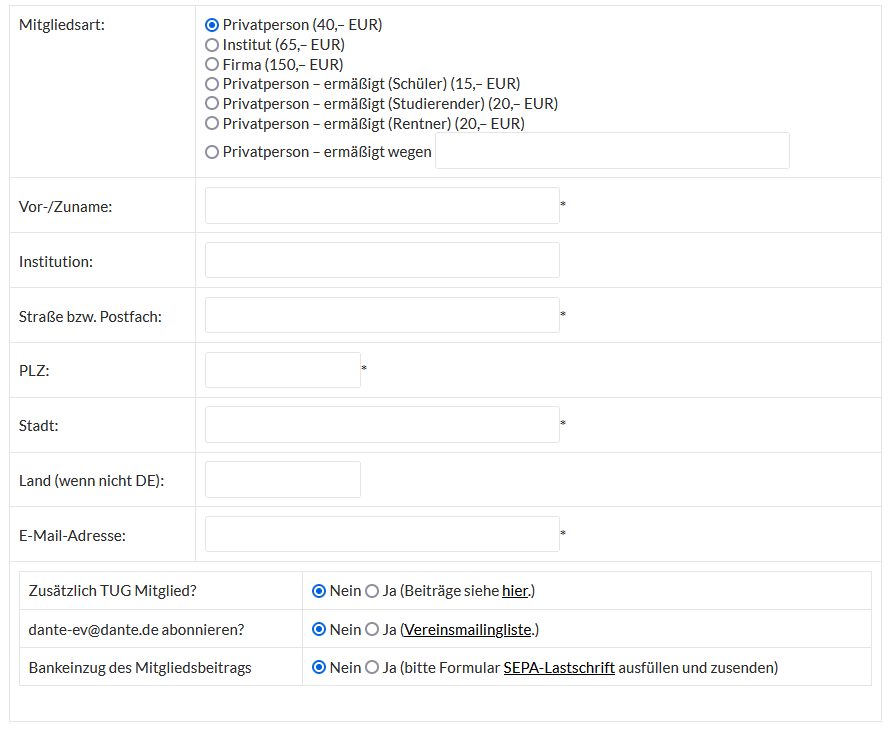 Mitgliedsart:
Privatperson (40,– EUR)
Institut (65,– EUR)
Firma (150,– EUR)
Privatperson – ermäßigt (Schüler) (15,– EUR)
Privatperson – ermäßigt (Studierender) (20,– EUR)
Privatperson – ermäßigt (Rentner) (20,– EUR)
Privatperson – ermäßigt wegen
Vor-/Zuname: *
Institution:
Straße bzw. Postfach: *
PLZ: *
Stadt: *
Land (wenn nicht DE):
E-Mail-Adresse: *
Zusätzlich TUG Mitglied? Nein Ja (Beiträge siehe hier.)
dante-ev@dante.de abonnieren? Nein Ja (Vereinsmailingliste.)
Bankeinzug des Mitgliedsbeitrags Nein Ja (bitte Formular SEPA-Lastschrift ausfüllen und zusenden)